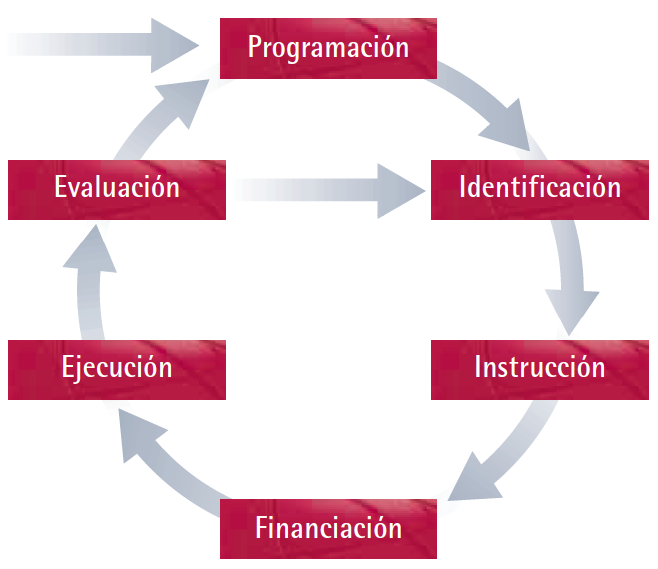 Programación
Evaluación
Identificación
Ejecución
Instrucción
Financiación